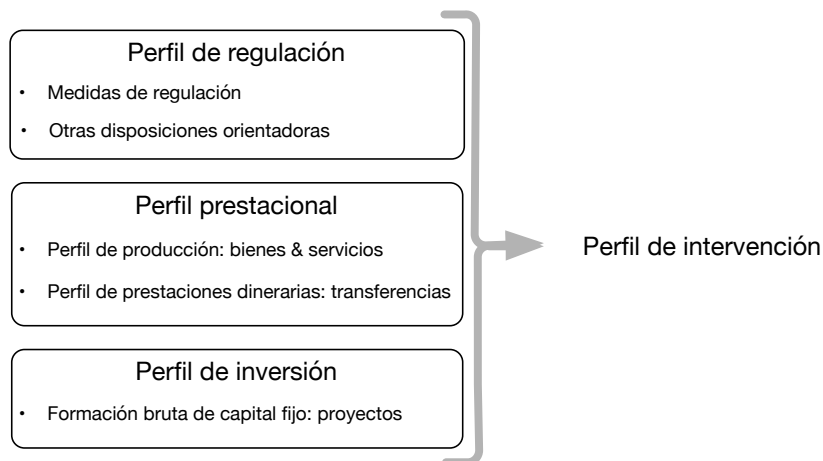 Perfil de regulación
• Medidas de regulación
• Otras disposiciones orientadoras
Perfil prestacional
• Perfil de producción: bienes & servicios
• Perfil de prestaciones dinerarias: transferencias
Perfil de inversión
• Formación bruta de capital fijo: proyectos
Perfil de intervención